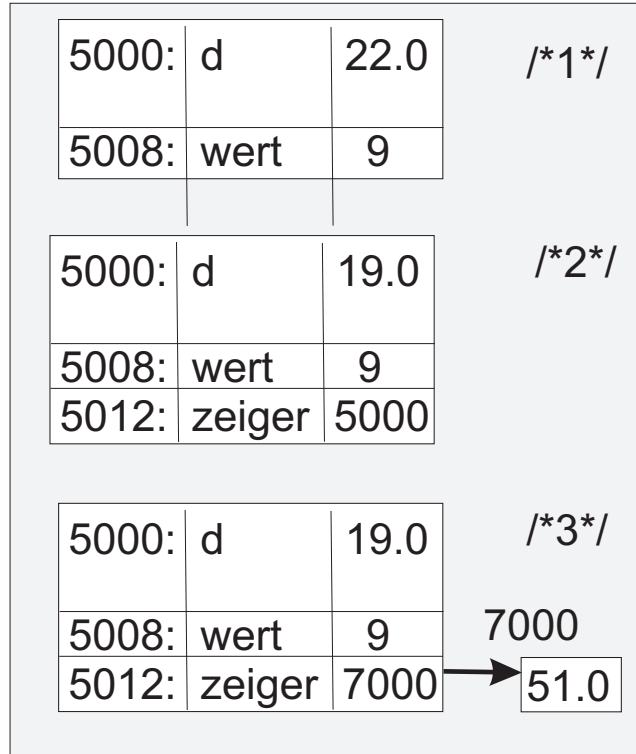 5000: d 22.0 /*1*/
5008: wert 9
5000: d 19.0 /*2*/
5008: wert 9
5012: zeiger 5000
5000: d 19.0 /*3*/
5008: wert 9 7000
5012: zeiger 7000 51.0